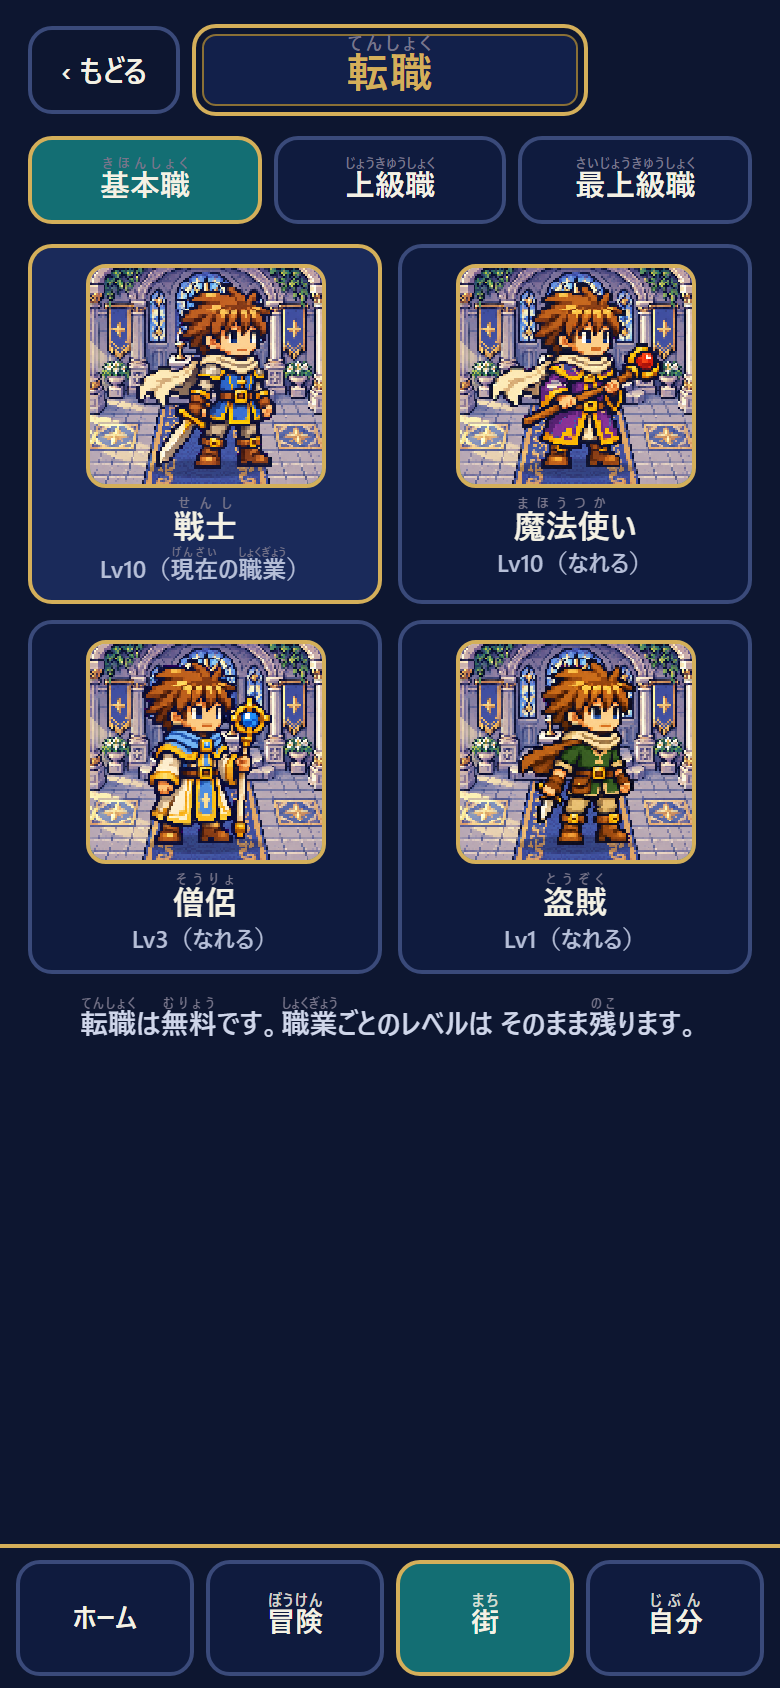 ‹ もどる
てんしょく
転職
きほんしょく
基本職
じょうきゅうしょく
上級職
さいじょうきゅうしょく
最上級職
せんし
戦士
げんざい しょくぎょう
Lv10（現在の職業）
まほうつか
魔法使い
Lv10（なれる）
そうりょ
僧侶
Lv3（なれる）
とうぞく
盗賊
Lv1（なれる）
てんしょく むりょう しょくぎょう のこ
転職は無料です。職業ごとのレベルは そのまま残ります。
ホーム
ぼうけん
冒険
まち
街
じぶん
自分